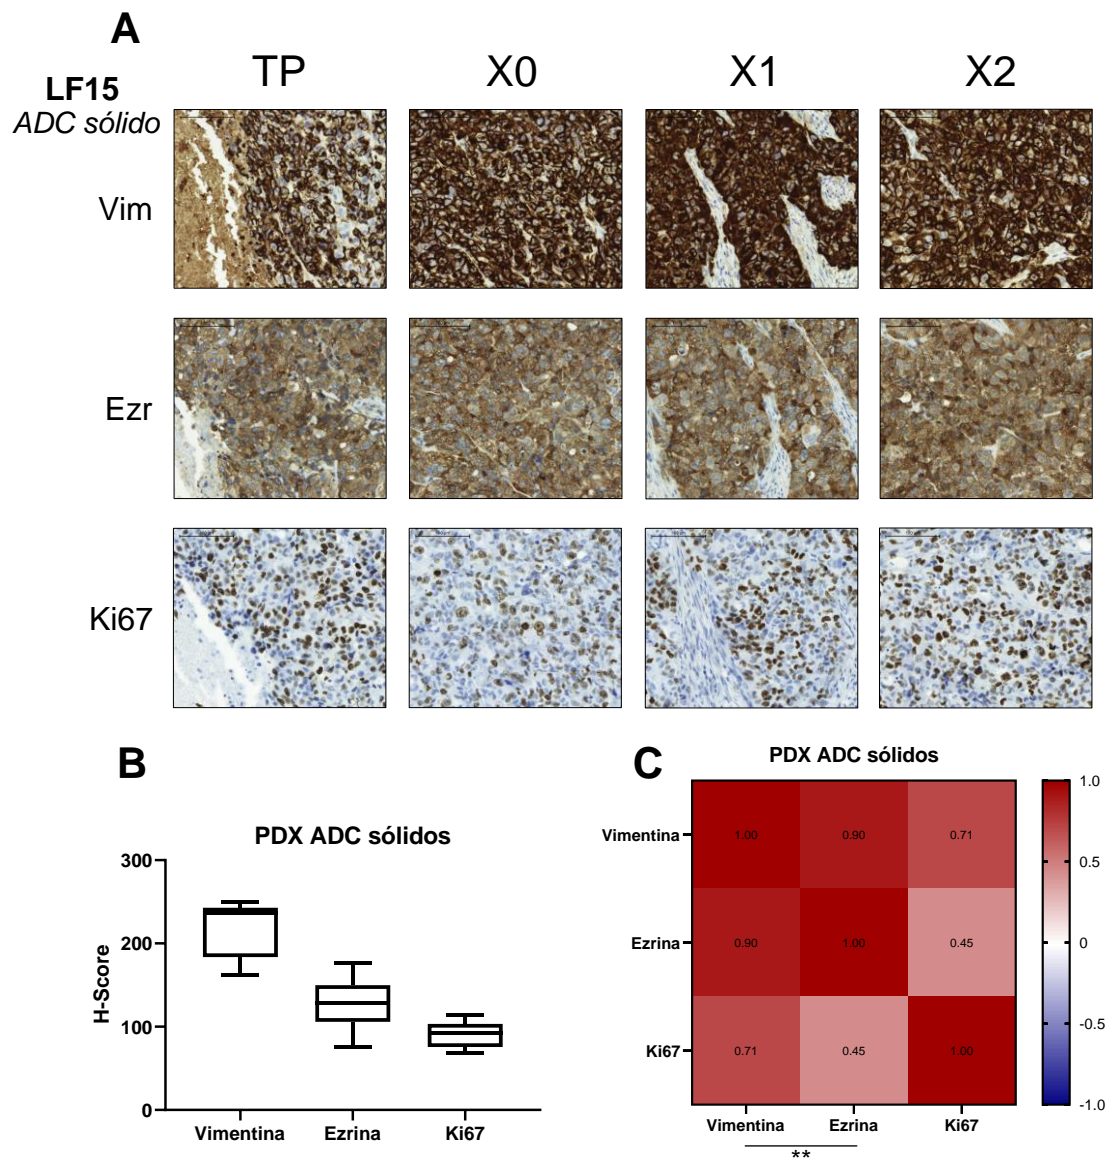 A
TP X0 X1 X2
LF15
ADC sólido
Vim
Ezr
Ki67
B
PDX ADC sólidos
H-Score
300
200
100
0
Vimentina Ezrina Ki67
C
PDX ADC sólidos
Vimentina 1.00 0.90 0.71
Ezrina 0.90 1.00 0.45
Ki67 0.71 0.45 1.00
Vimentina Ezrina Ki67
**
1.0
0.5
0
-0.5
-1.0